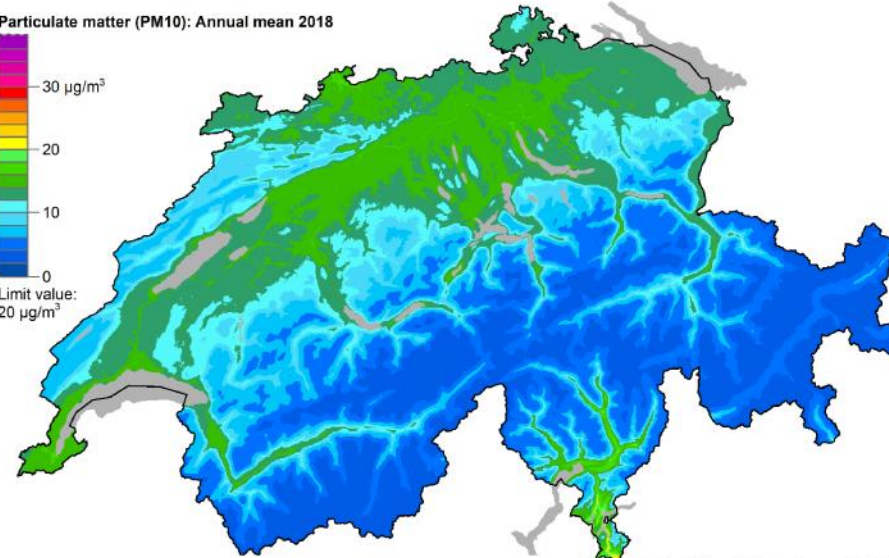 Particulate matter (PM10): Annual mean 2018
30 µg/m³
20
10
0
Limit value:
20 µg/m³